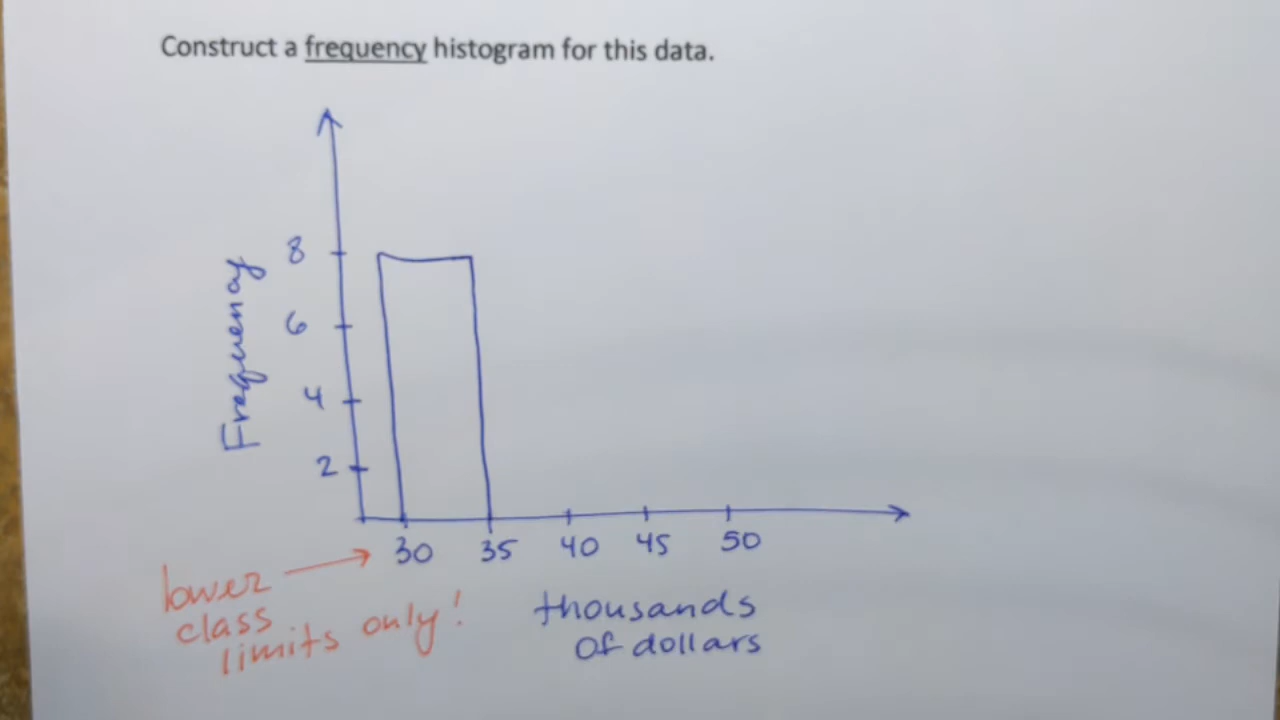 Construct a frequency histogram for this data.
Frequency
8
6
4
2
30 35 40 45 50
lower
class
limits only!
thousands
of dollars